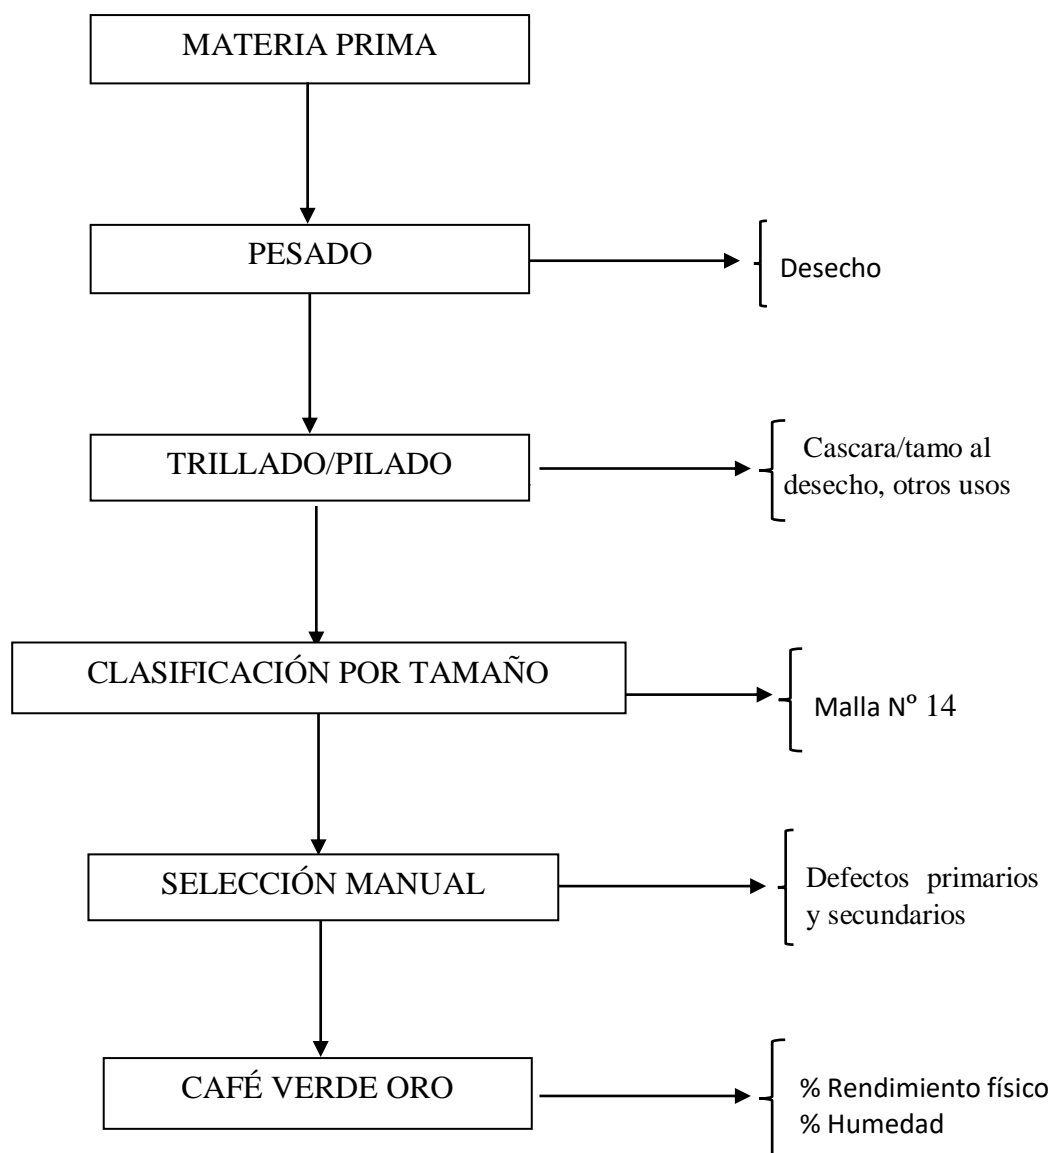 MATERIA PRIMA
PESADO
Desecho
TRILLADO/PILADO
Cascara/tamo al
desecho, otros usos
CLASIFICACIÓN POR TAMAÑO
Malla N° 14
SELECCIÓN MANUAL
Defectos primarios
y secundarios
CAFÉ VERDE ORO
% Rendimiento físico
% Humedad